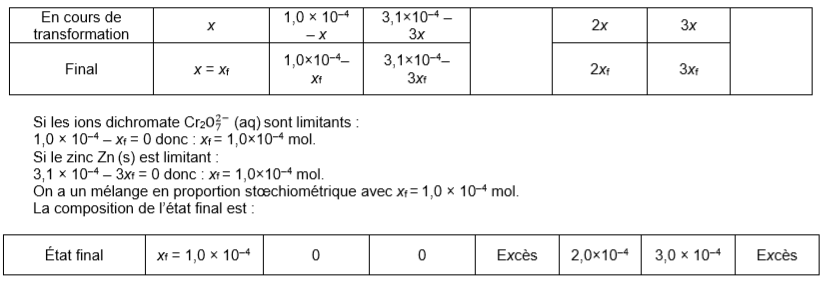 En cours de transformation | x | 1,0 × 10⁻⁴ – x | 3,1×10⁻⁴ – 3x | | 2x | 3x |
Final | x = xf | 1,0×10⁻⁴– xf | 3,1×10⁻⁴– 3xf | | 2xf | 3xf |
Si les ions dichromate Cr₂O₇²⁻ (aq) sont limitants :
1,0 × 10⁻⁴ – xf = 0 donc : xf = 1,0×10⁻⁴ mol.
Si le zinc Zn (s) est limitant :
3,1 × 10⁻⁴ – 3xf = 0 donc : xf = 1,0×10⁻⁴ mol.
On a un mélange en proportion stœchiométrique avec xf = 1,0 × 10⁻⁴ mol.
La composition de l'état final est :
État final | xf = 1,0 × 10⁻⁴ | 0 | 0 | Excès | 2,0×10⁻⁴ | 3,0 × 10⁻⁴ | Excès